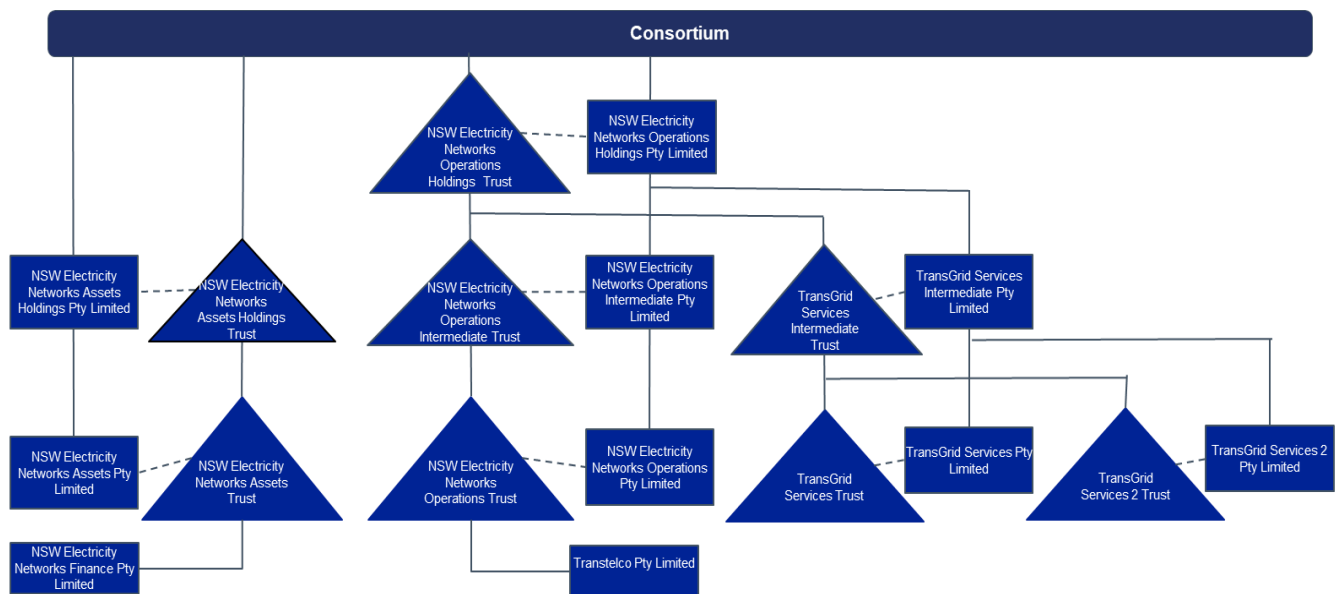 Consortium
NSW Electricity
Networks
Operations
Holdings Trust
NSW Electricity
Networks Operations
Holdings Pty Limited
NSW Electricity
Networks Assets
Holdings Pty Limited
NSW Electricity
Networks
Assets Holdings
Trust
NSW Electricity
Networks
Operations
Intermediate Trust
NSW Electricity
Networks Operations
Intermediate Pty
Limited
TransGrid
Services
Intermediate
Trust
TransGrid Services
Intermediate Pty
Limited
NSW Electricity
Networks Assets Pty
Limited
NSW Electricity
Networks Assets
Trust
NSW Electricity
Networks
Operations Trust
NSW Electricity
Networks Operations
Pty Limited
TransGrid
Services Trust
TransGrid Services Pty
Limited
TransGrid
Services 2 Trust
TransGrid Services 2
Pty Limited
NSW Electricity
Networks Finance Pty
Limited
Transtelco Pty Limited